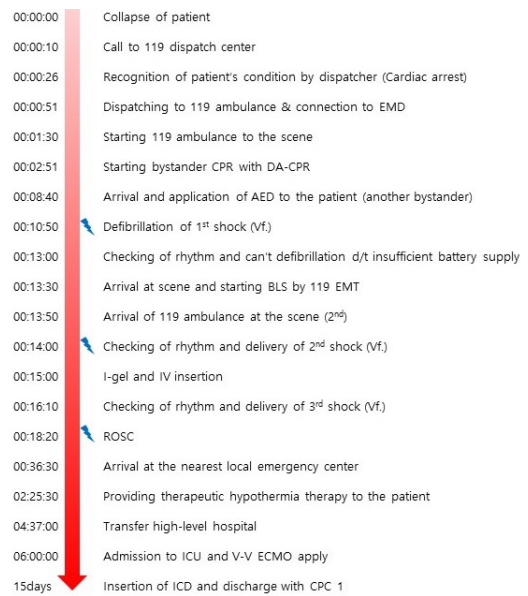 00:00:00 Collapse of patient
00:00:10 Call to 119 dispatch center
00:00:26 Recognition of patient's condition by dispatcher (Cardiac arrest)
00:00:51 Dispatching to 119 ambulance & connection to EMD
00:01:30 Starting 119 ambulance to the scene
00:02:51 Starting bystander CPR with DA-CPR
00:08:40 Arrival and application of AED to the patient (another bystander)
00:10:50 Defibrillation of 1st shock (Vf.)
00:13:00 Checking of rhythm and can't defibrillation d/t insufficient battery supply
00:13:30 Arrival at scene and starting BLS by 119 EMT
00:13:50 Arrival of 119 ambulance at the scene (2nd)
00:14:00 Checking of rhythm and delivery of 2nd shock (Vf.)
00:15:00 I-gel and IV insertion
00:16:10 Checking of rhythm and delivery of 3rd shock (Vf.)
00:18:20 ROSC
00:36:30 Arrival at the nearest local emergency center
02:25:30 Providing therapeutic hypothermia therapy to the patient
04:37:00 Transfer high-level hospital
06:00:00 Admission to ICU and V-V ECMO apply
15days Insertion of ICD and discharge with CPC 1